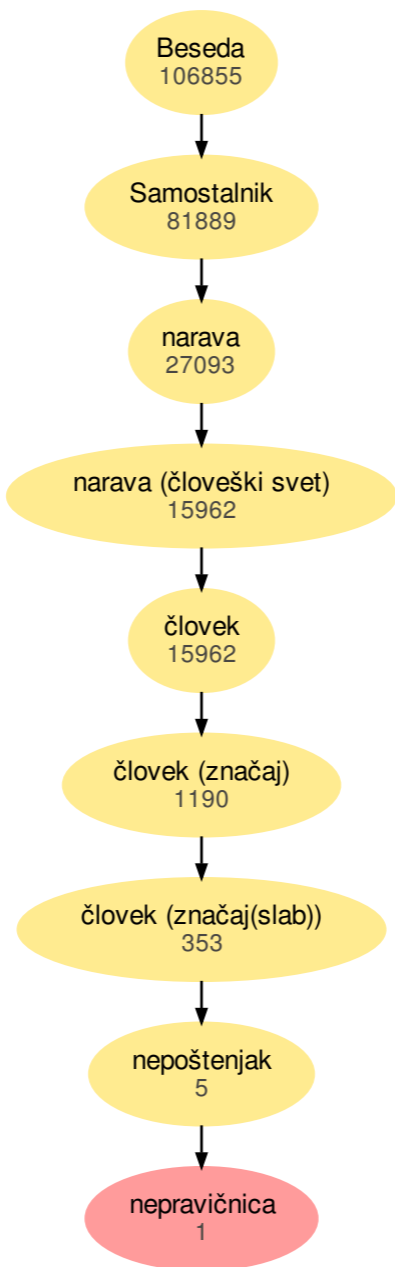 Beseda
106855
Samostalnik
81889
narava
27093
narava (človeški svet)
15962
človek
15962
človek (značaj)
1190
človek (značaj(slab))
353
nepoštenjak
5
nepravičnica
1